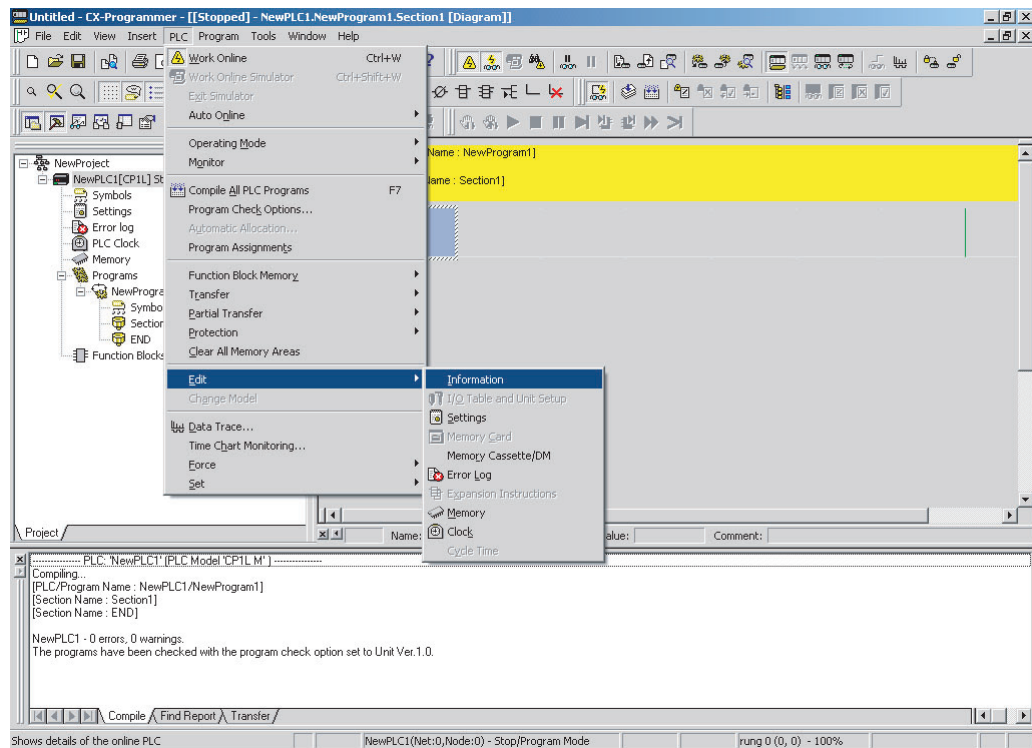 Untitled - CX-Programmer - [[Stopped] - NewPLC1.NewProgram1.Section1 [Diagram]]
File Edit View Insert PLC Program Tools Window Help
Work Online Ctrl+W
Work Online Simulator Ctrl+Shift+W
Exit Simulator
Auto Online
Operating Mode
Monitor
Compile All PLC Programs F7
Program Check Options...
Automatic Allocation...
Program Assignments
Function Block Memory
Transfer
Partial Transfer
Protection
Clear All Memory Areas
Edit
Change Model
Data Trace...
Time Chart Monitoring...
Force
Set
Information
I/O Table and Unit Setup
Settings
Memory Card
Memory Cassette/DM
Error Log
Expansion Instructions
Memory
Clock
Cycle Time
NewProject
NewPLC1[CP1L] St
Symbols
Settings
Error log
PLC Clock
Memory
Programs
NewProgra
Symbo
Section
END
Function Blocks
Name : NewProgram1]
Name : Section1]
Project
Name: alue: Comment:
--------------- PLC: 'NewPLC1' (PLC Model 'CP1L M') ---------------
Compiling...
[PLC/Program Name : NewPLC1/NewProgram1]
[Section Name : Section1]
[Section Name : END]
NewPLC1 - 0 errors, 0 warnings.
The programs have been checked with the program check option set to Unit Ver.1.0.
Compile Find Report Transfer
Shows details of the online PLC NewPLC1(Net:0,Node:0) - Stop/Program Mode rung 0 (0, 0) - 100%